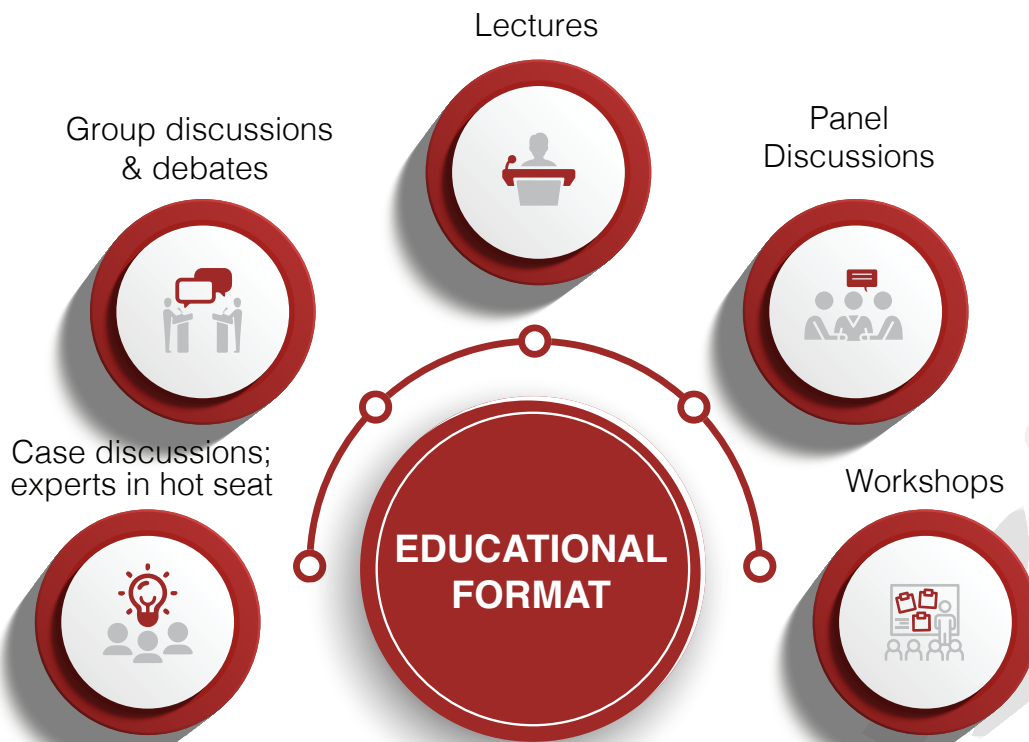 Lectures
Group discussions
& debates
Panel
Discussions
Case discussions;
experts in hot seat
Workshops
EDUCATIONAL
FORMAT